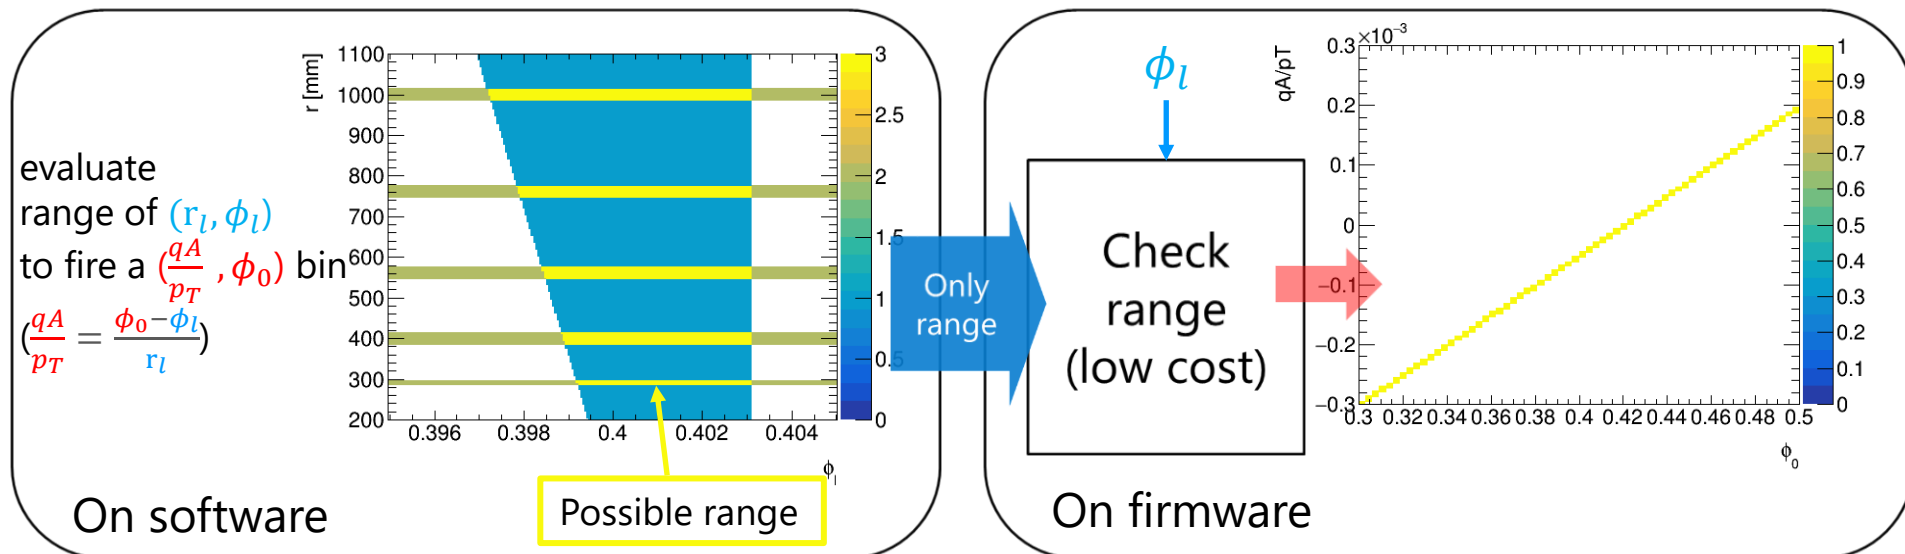 evaluate
range of (r_l, ϕ_l)
to fire a (qA/p_T , ϕ_0) bin
(qA/p_T = (ϕ_0−ϕ_l)/r_l)
r [mm]
1100
1000
900
800
700
600
500
400
300
200
0.396 0.398 0.4 0.402 0.404
ϕ_l
3
2.5
2
1.5
1
0.5
0
Possible range
On software
Only
range
ϕ_l
Check
range
(low cost)
On firmware
×10⁻³
qA/pT
0.3
0.2
0.1
0
−0.1
−0.2
−0.3
0.3 0.32 0.34 0.36 0.38 0.4 0.42 0.44 0.46 0.48 0.5
ϕ_0
1
0.9
0.8
0.7
0.6
0.5
0.4
0.3
0.2
0.1
0